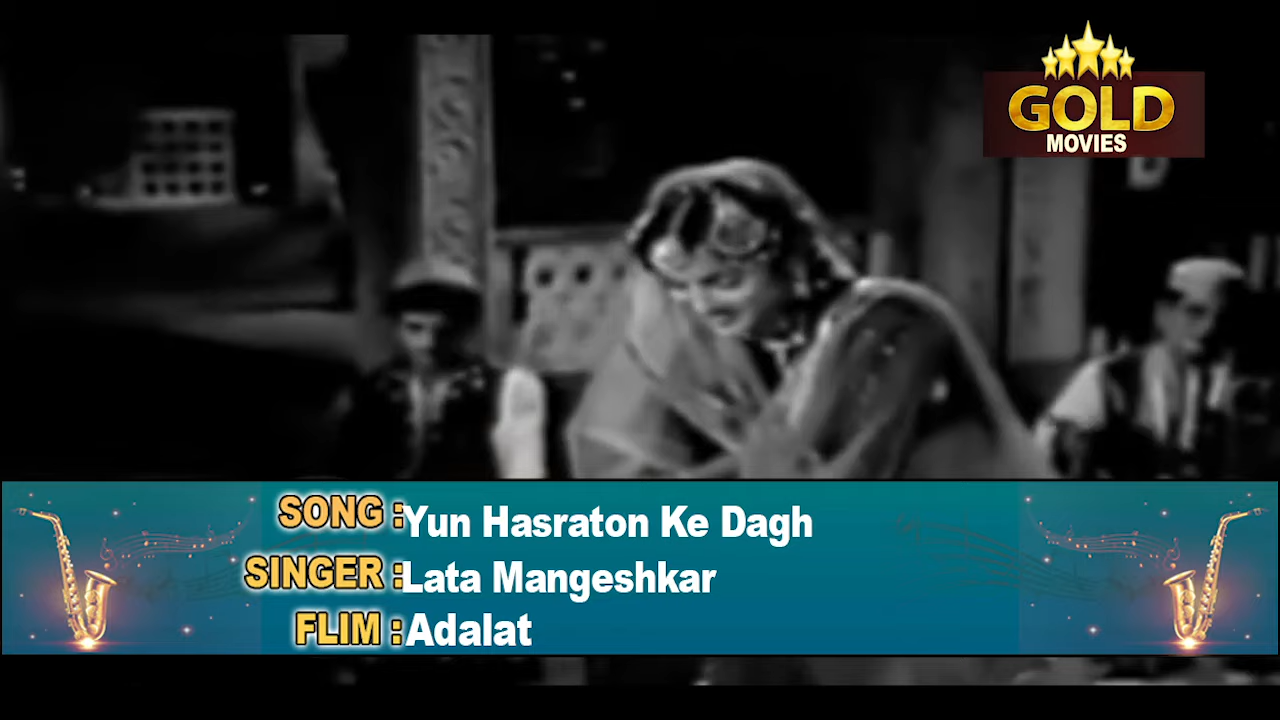 GOLD
MOVIES
SONG : Yun Hasraton Ke Dagh
SINGER : Lata Mangeshkar
FLIM : Adalat